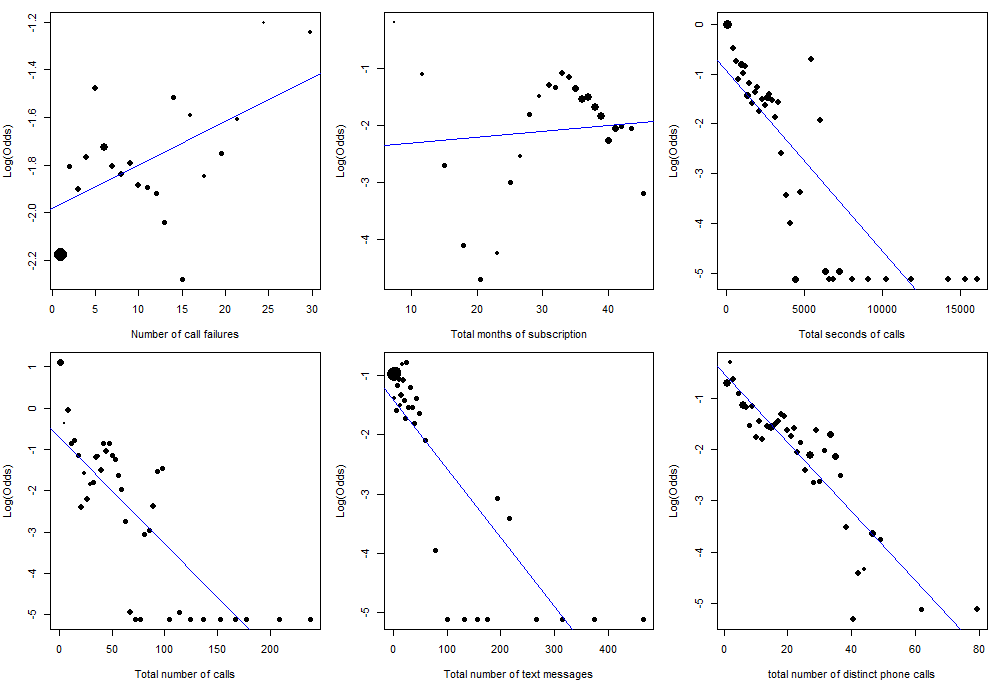 -1.2
-1.4
-1.6
-1.8
-2.0
-2.2
Log(Odds)
0 5 10 15 20 25 30
Number of call failures
-1
-2
-3
-4
Log(Odds)
10 20 30 40
Total months of subscription
0
-1
-2
-3
-4
-5
Log(Odds)
0 5000 10000 15000
Total seconds of calls
1
0
-1
-2
-3
-4
-5
Log(Odds)
0 50 100 150 200
Total number of calls
-1
-2
-3
-4
-5
Log(Odds)
0 100 200 300 400
Total number of text messages
-1
-2
-3
-4
-5
Log(Odds)
0 20 40 60 80
total number of distinct phone calls